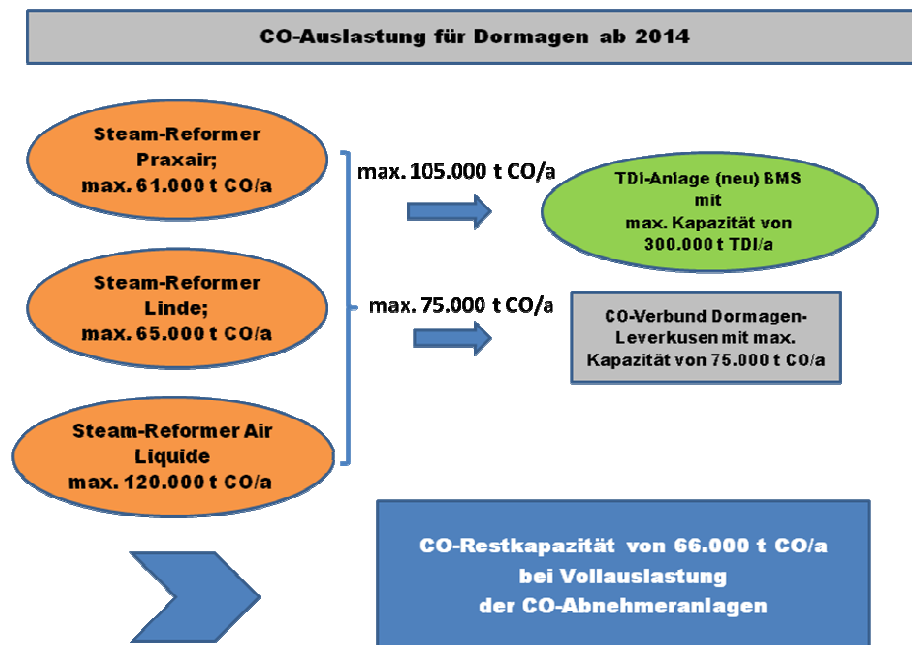 CO-Auslastung für Dormagen ab 2014
Steam-Reformer
Praxair;
max. 61.000 t CO/a
max. 105.000 t CO/a
TDI-Anlage (neu) BMS
mit
max. Kapazität von
300.000 t TDI/a
Steam-Reformer
Linde;
max. 65.000 t CO/a
max. 75.000 t CO/a
CO-Verbund Dormagen-
Leverkusen mit max.
Kapazität von 75.000 t CO/a
Steam-Reformer Air
Liquide
max. 120.000 t CO/a
CO-Restkapazität von 66.000 t CO/a
bei Vollauslastung
der CO-Abnehmeranlagen